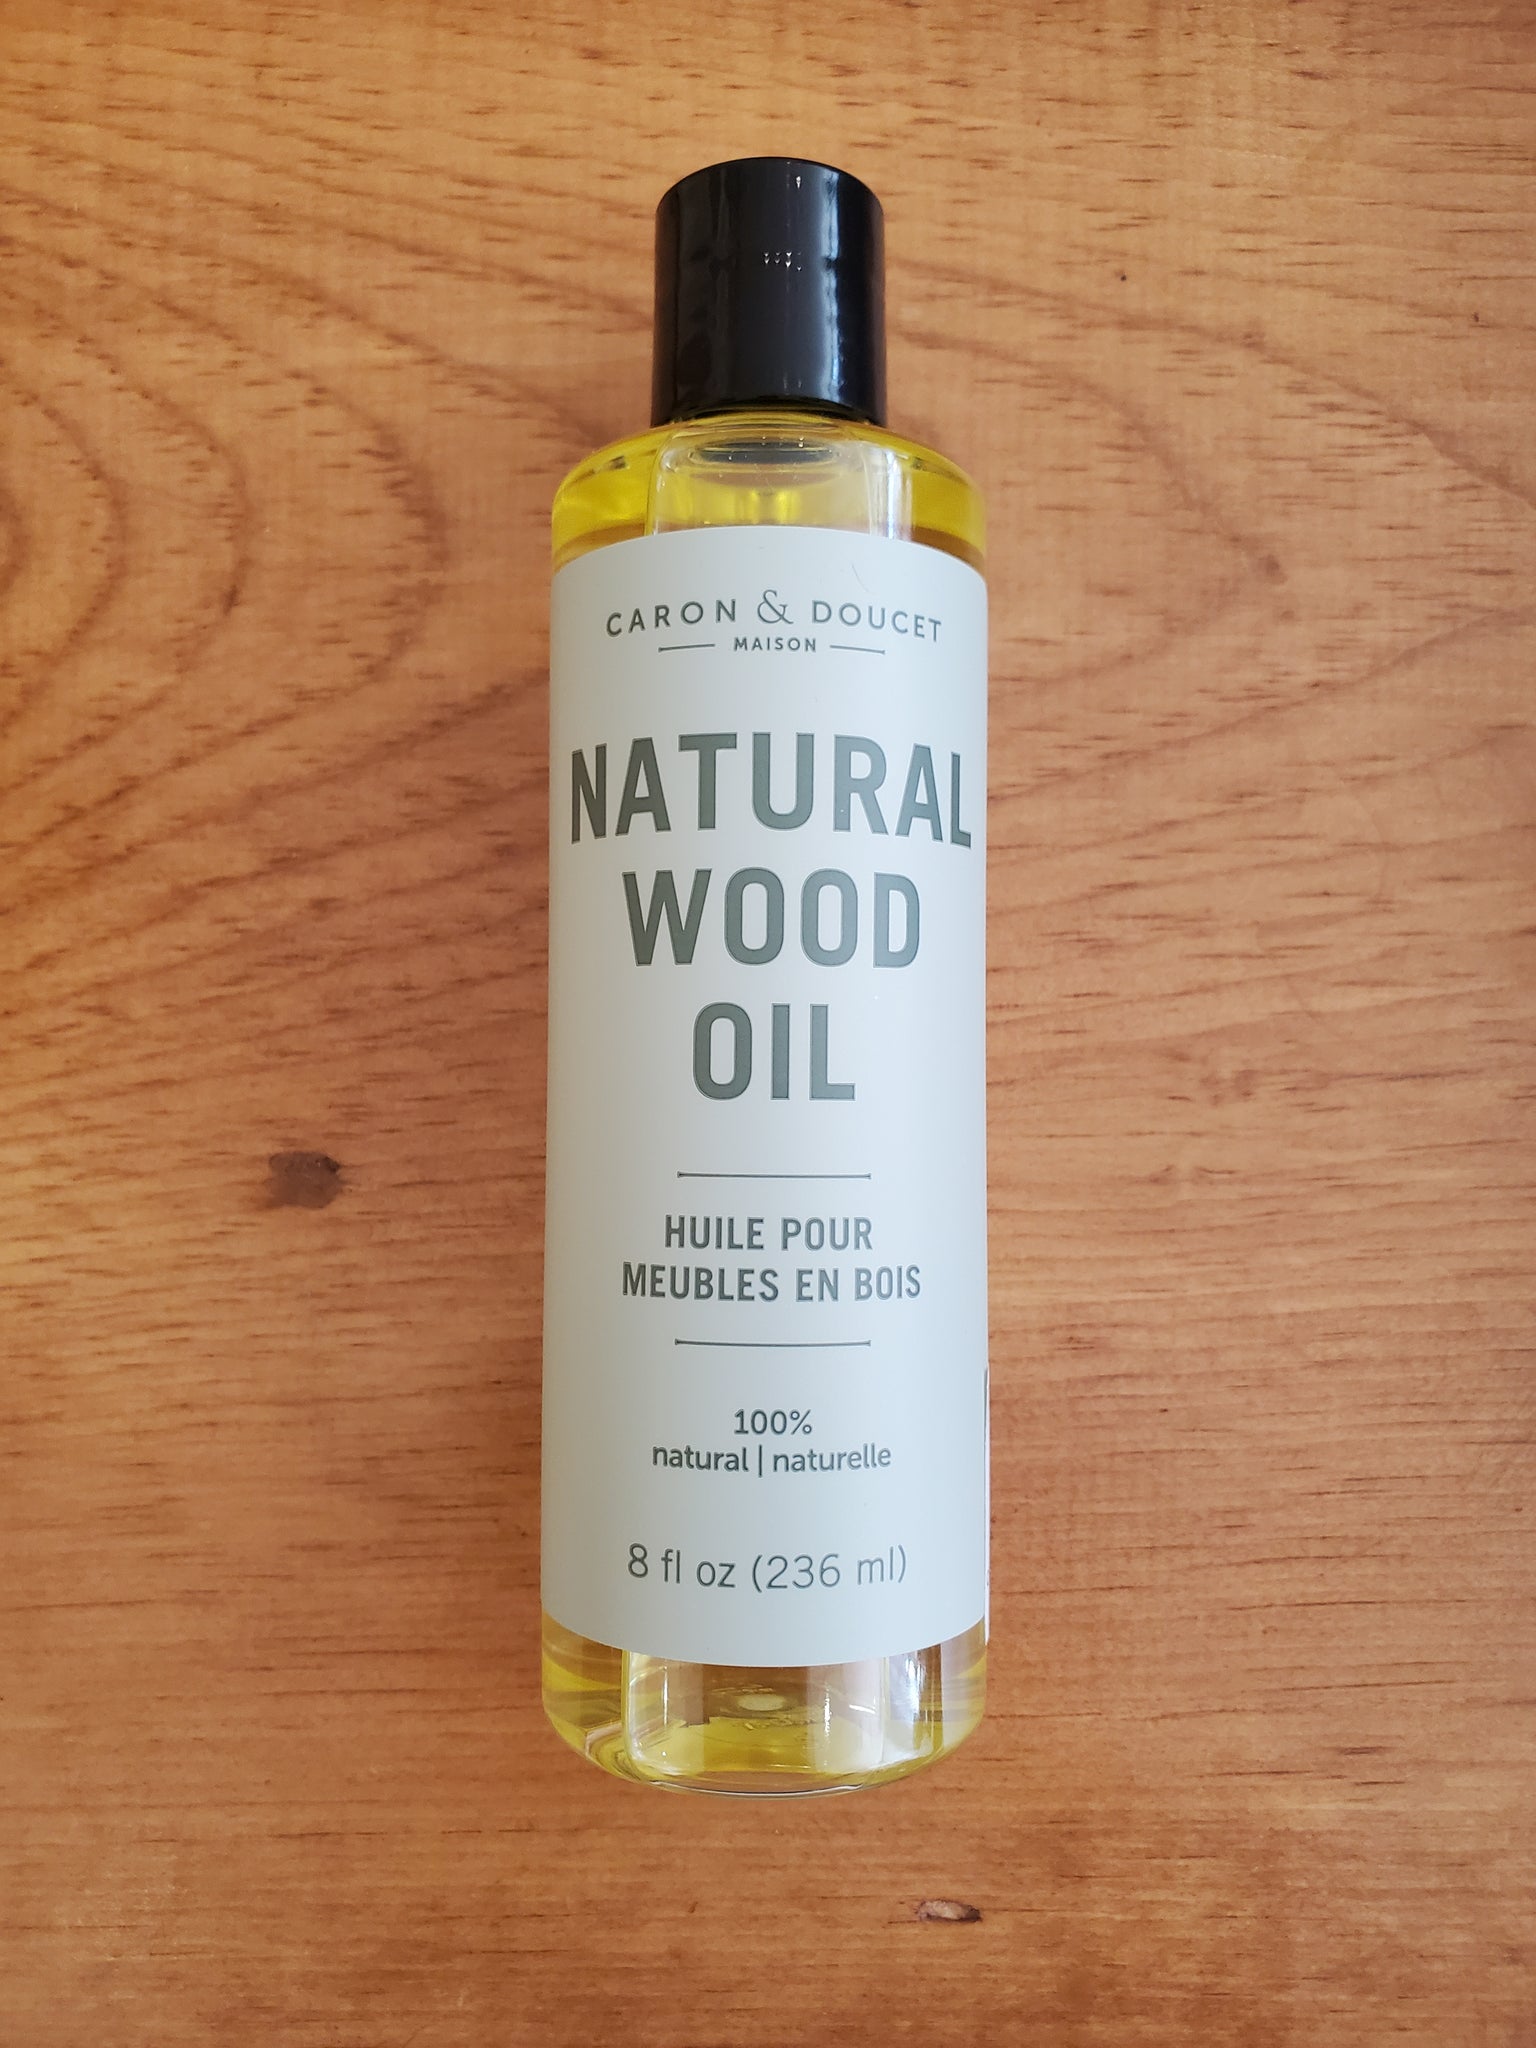 CARON & DOUCET
MAISON
NATURAL
WOOD
OIL
HUILE POUR
MEUBLES EN BOIS
100%
natural | naturelle
8 fl oz (236 ml)